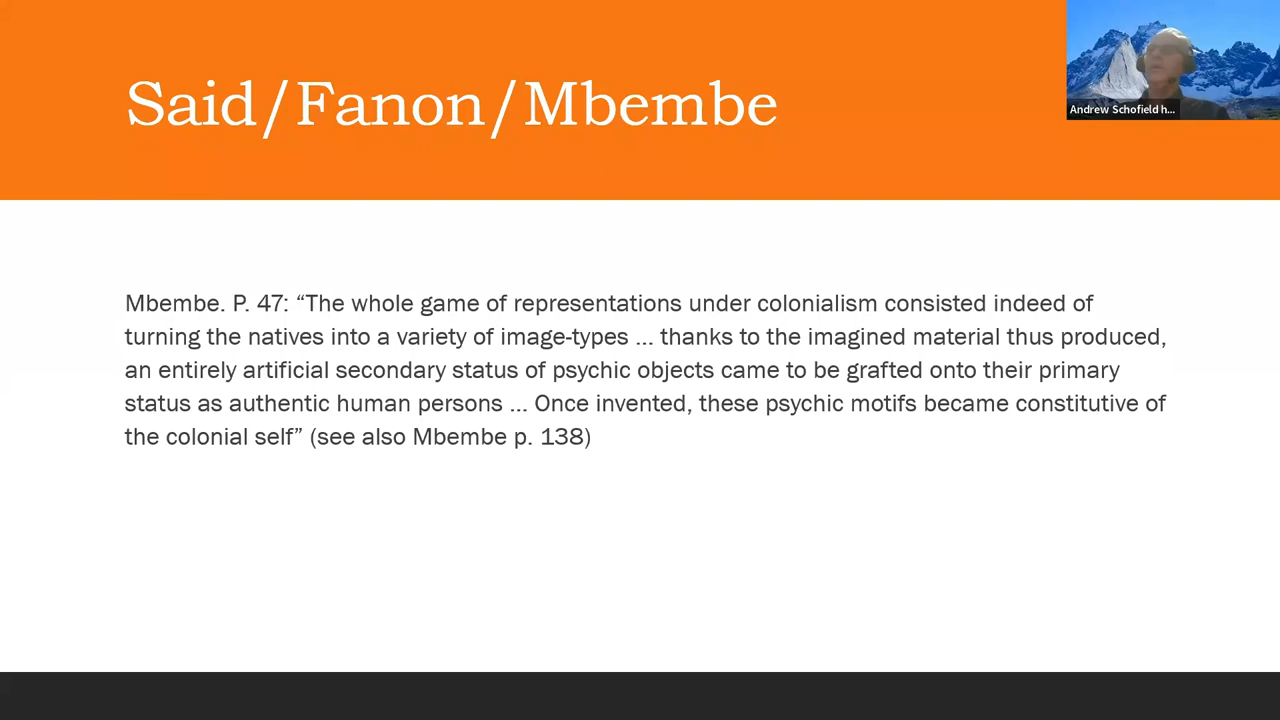 Said/Fanon/Mbembe
Andrew Schofield h...
Mbembe. P. 47: “The whole game of representations under colonialism consisted indeed of
turning the natives into a variety of image-types ... thanks to the imagined material thus produced,
an entirely artificial secondary status of psychic objects came to be grafted onto their primary
status as authentic human persons ... Once invented, these psychic motifs became constitutive of
the colonial self” (see also Mbembe p. 138)